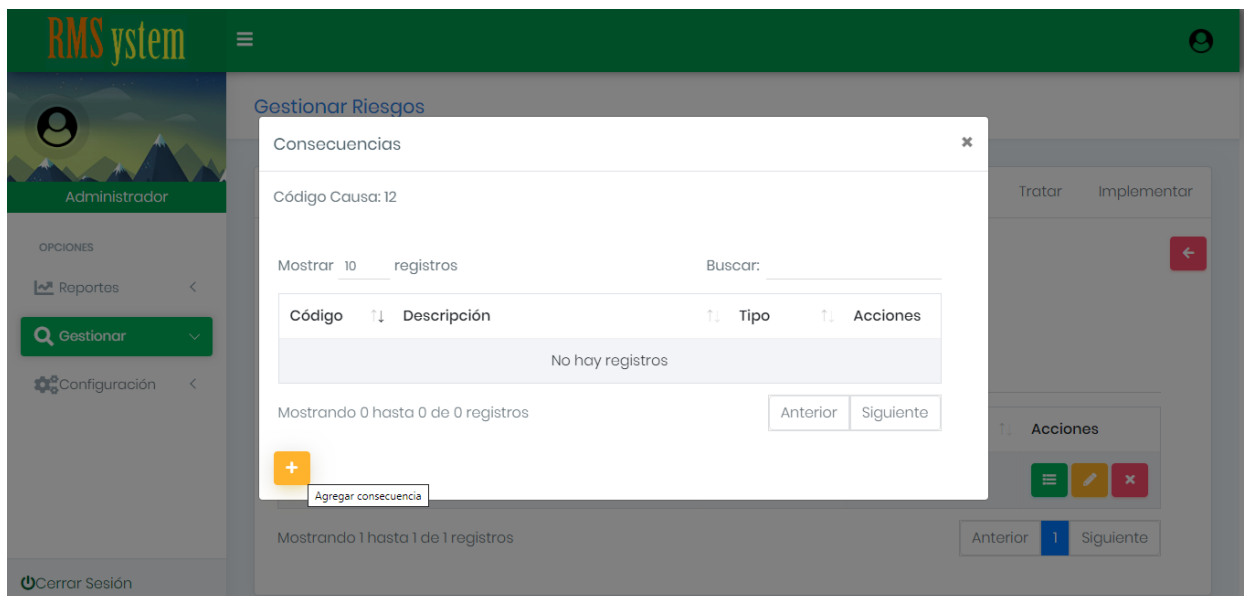 RMSystem
Gestionar Riesgos
Administrador
OPCIONES
Reportes
Gestionar
Configuración
Cerrar Sesión
Tratar Implementar
Consecuencias
Código Causa: 12
Mostrar 10 registros Buscar:
Código Descripción Tipo Acciones
No hay registros
Mostrando 0 hasta 0 de 0 registros Anterior Siguiente
Agregar consecuencia
Acciones
Mostrando 1 hasta 1 de 1 registros Anterior 1 Siguiente